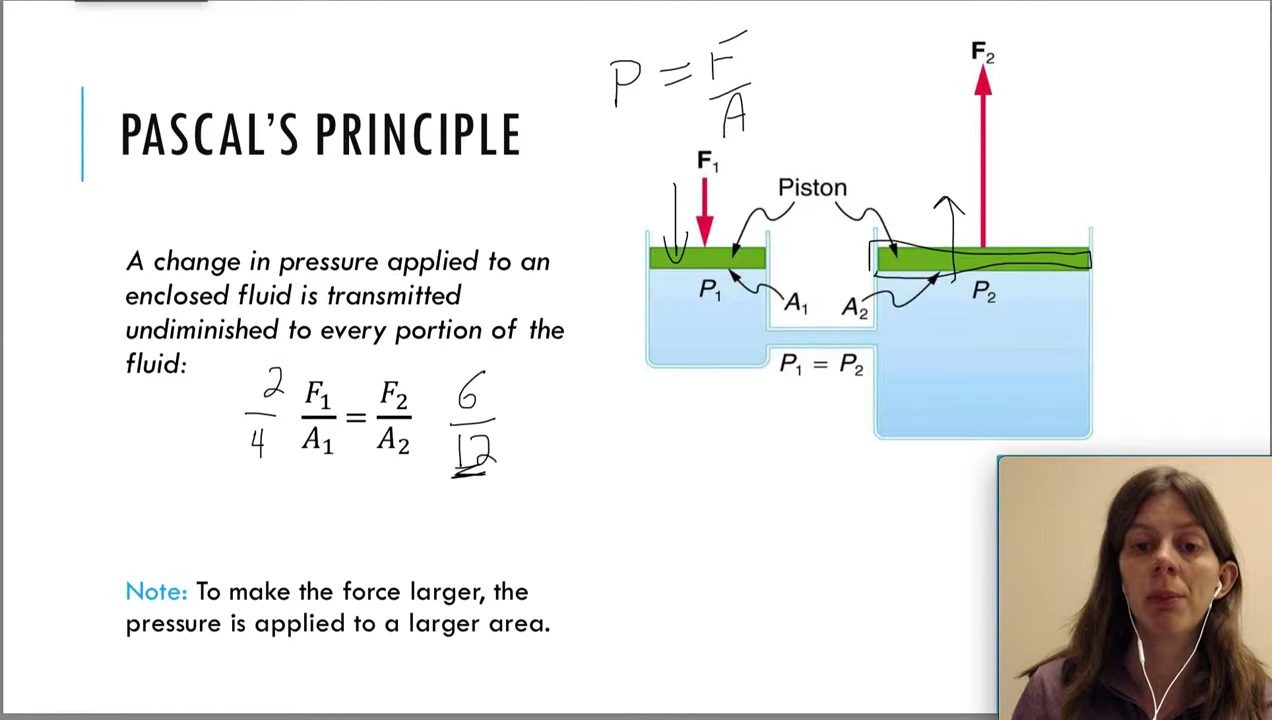 PASCAL'S PRINCIPLE
A change in pressure applied to an
enclosed fluid is transmitted
undiminished to every portion of the
fluid:
2/4 F₁/A₁ = F₂/A₂ 6/12
Note: To make the force larger, the
pressure is applied to a larger area.
P = F/A
F₂
F₁
Piston
P₁ A₁ A₂ P₂
P₁ = P₂